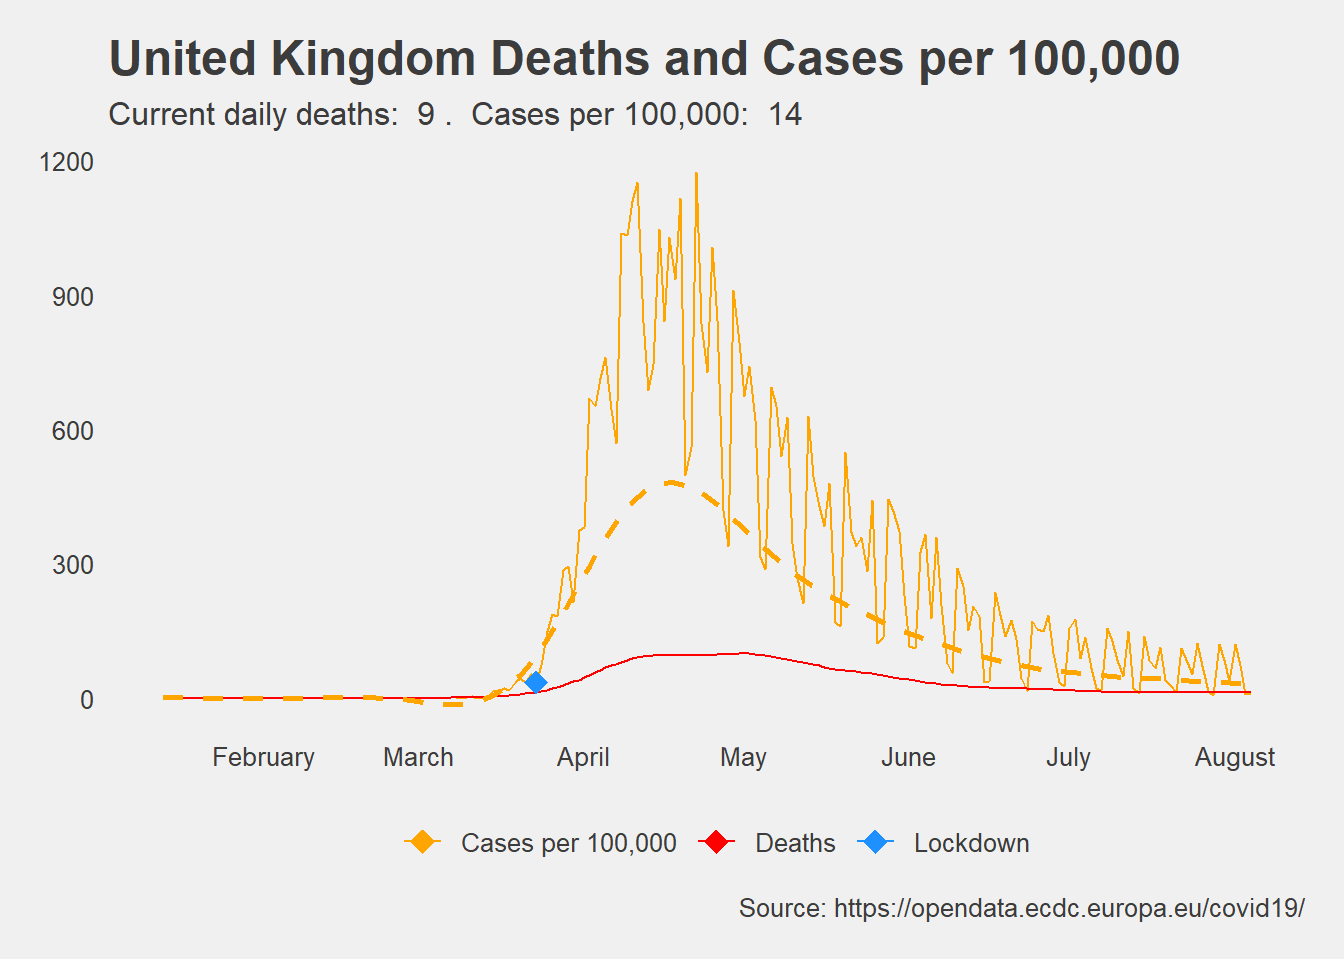 United Kingdom Deaths and Cases per 100,000
Current daily deaths:  9 .  Cases per 100,000:  14
1200
900
600
300
0
February March April May June July August
Cases per 100,000 Deaths Lockdown
Source: https://opendata.ecdc.europa.eu/covid19/